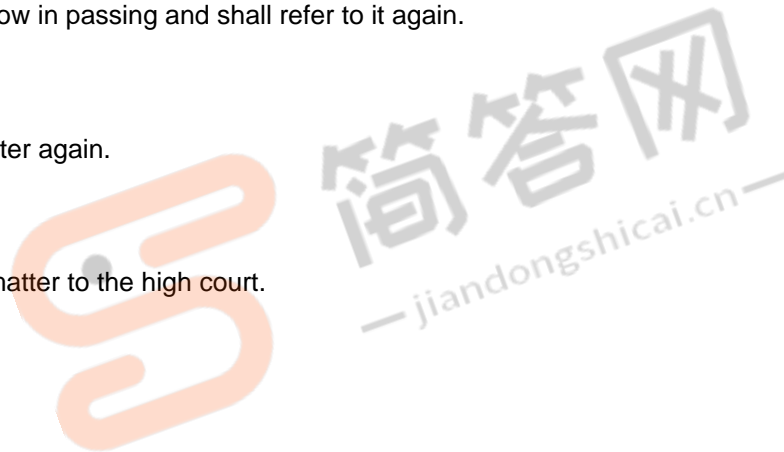 ow in passing and shall refer to it again.
ter again.
natter to the high court.
简答网
jiandongshicai.cn